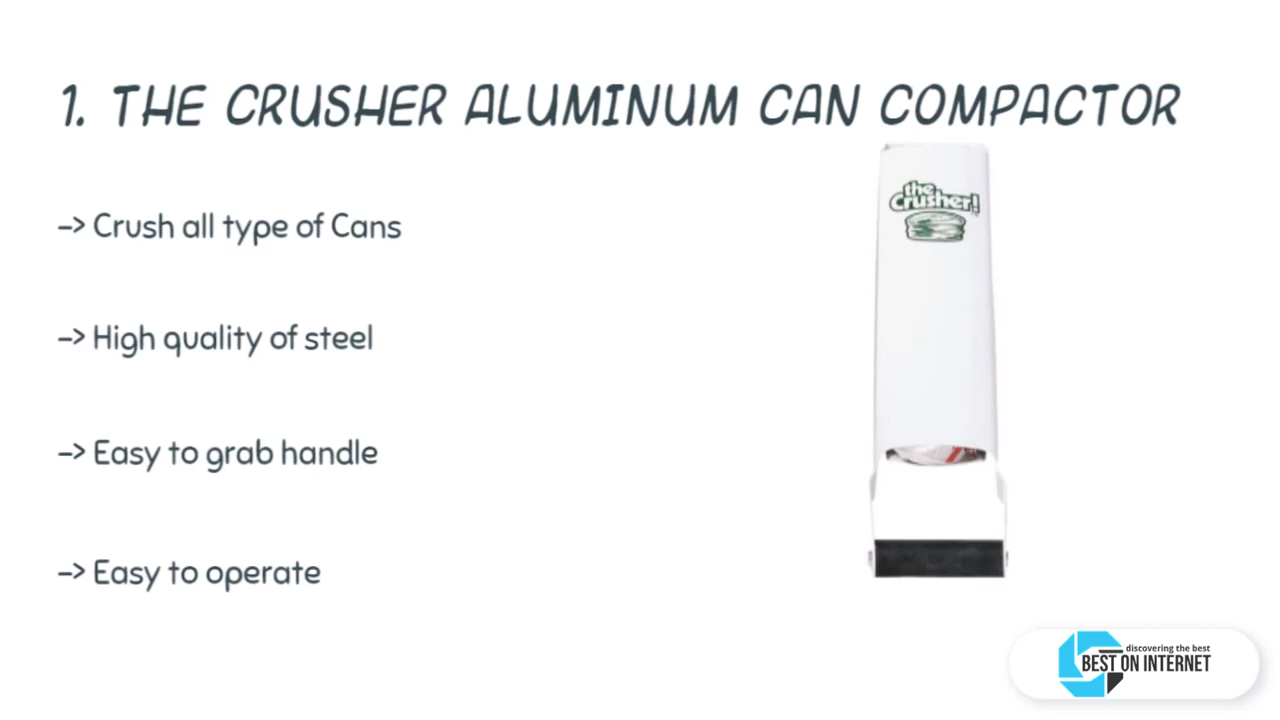 1. THE CRUSHER ALUMINUM CAN COMPACTOR
the
Crusher!
-> Crush all type of Cans
-> High quality of steel
-> Easy to grab handle
-> Easy to operate
discovering the best
BEST ON INTERNET